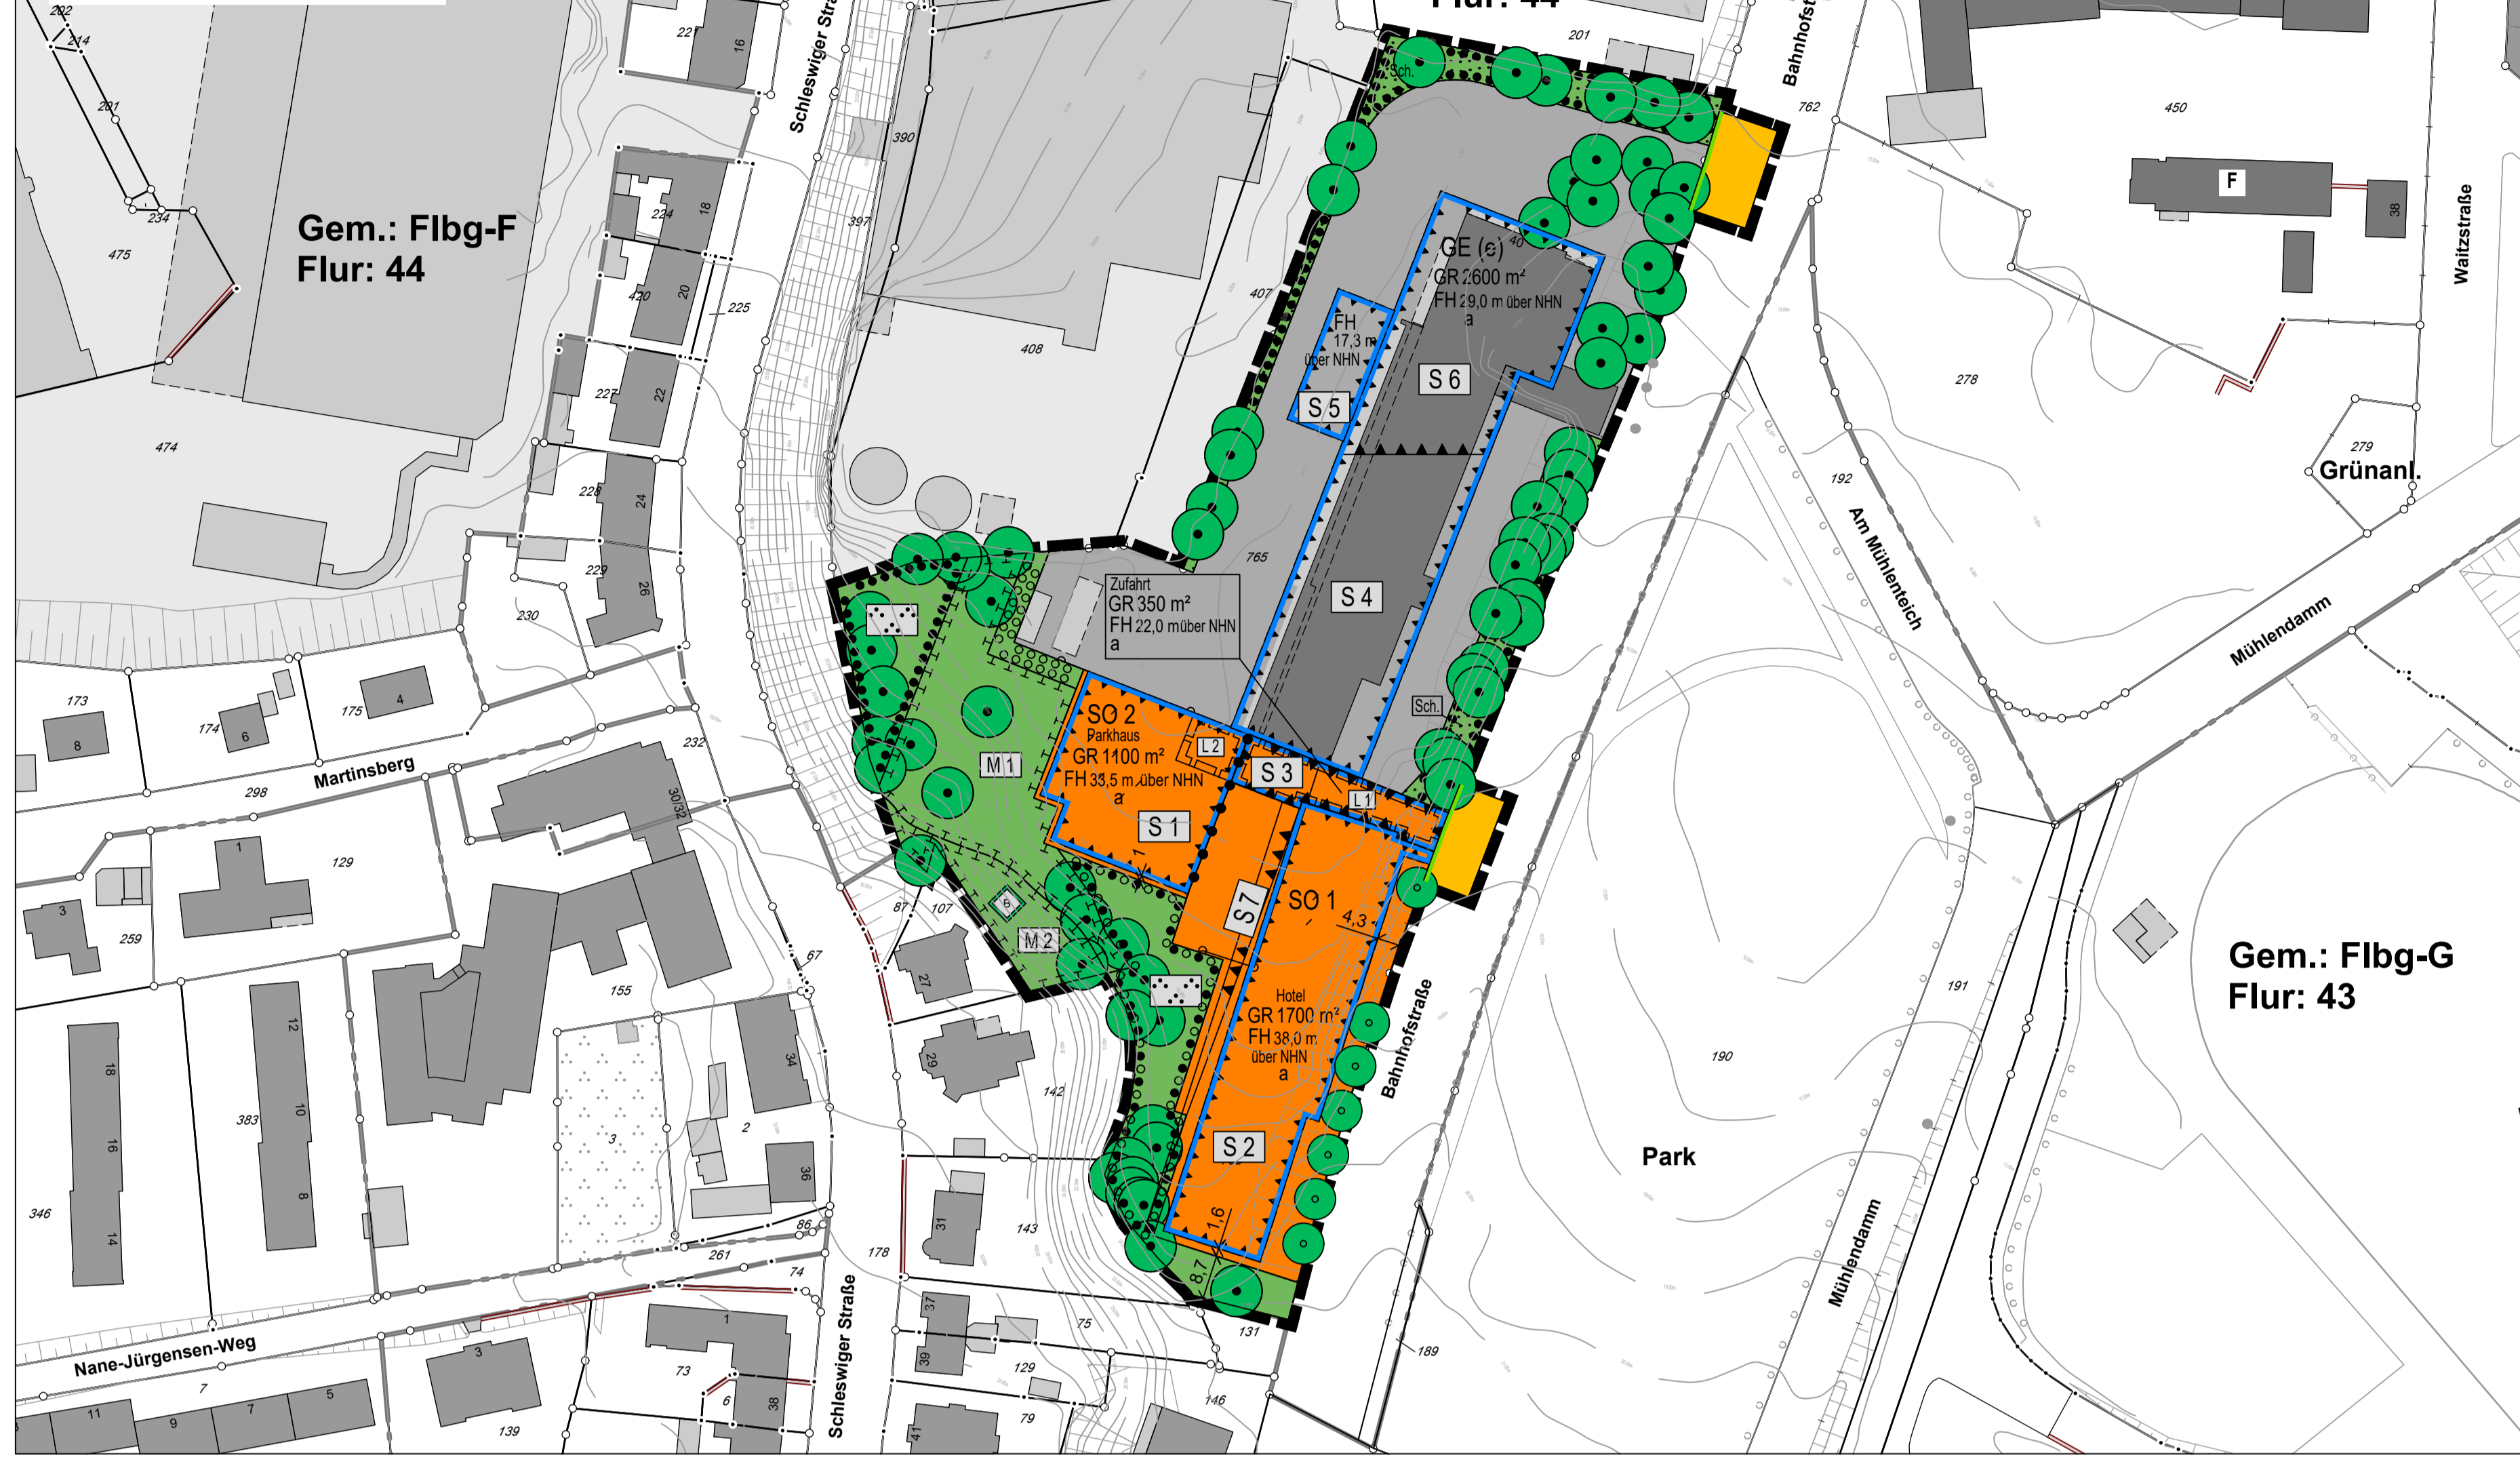 202
214
201
234
475
474
Gem.: Flbg-F
Flur: 44
221
16
Schleswiger Stra
224
18
420
20
225
227
22
228
24
229
26
230
232
390
397
408
407
Flur: 44
201
Sch.
Bahnhofst
762
450
F
38
Waitzstraße
GE (e)
40
GR 2600 m²
FH 29,0 m über NHN
a
FH
17,3 m
über NHN
S 5
S 6
S 4
765
Zufahrt
GR 350 m²
FH 22,0 m über NHN
a
Sch.
278
279
Grünanl.
192
Am Mühlenteich
Mühlendamm
173
8
174
6
175
4
Martinsberg
298
30/32
SO 2
Parkhaus
GR 1100 m²
FH 33,5 m über NHN
a
L 2
S 3
L 1
S 1
M 1
M 2
S 7
SO 1
4,3
Hotel
GR 1700 m²
FH 38,0 m
über NHN
a
S 2
1,6
8,7
Bahnhofstraße
129
1
3
259
155
67
87
107
27
29
142
Gem.: Flbg-G
Flur: 43
191
190
Park
Mühlendamm
18
16
14
346
383
12
10
8
3
2
34
36
86
261
74
178
31
143
37
39
75
129
79
41
131
146
189
Nane-Jürgensen-Weg
7
11
9
7
5
3
139
1
73
6
38
Schleswiger Straße